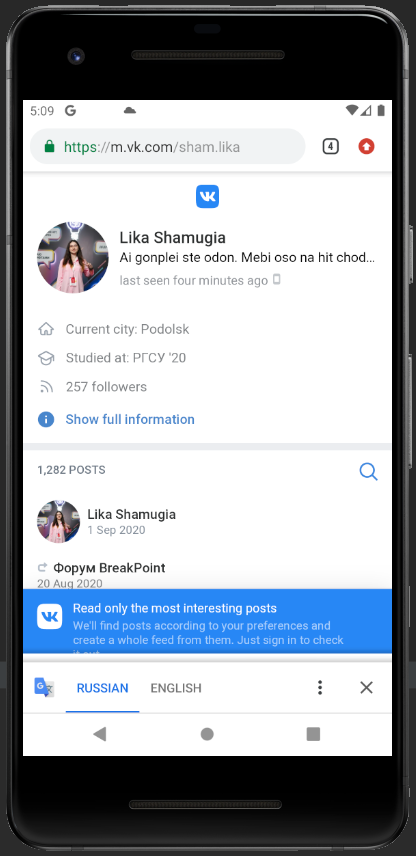 5:09 G
https://m.vk.com/sham.lika
4
VK
Lika Shamugia
Ai gonplei ste odon. Mebi oso na hit chod...
last seen four minutes ago
Current city: Podolsk
Studied at: РГСУ '20
257 followers
Show full information
1,282 POSTS
Lika Shamugia
1 Sep 2020
Форум BreakPoint
20 Aug 2020
VK
Read only the most interesting posts
We'll find posts according to your preferences and
create a whole feed from them. Just sign in to check
it out
RUSSIAN
ENGLISH